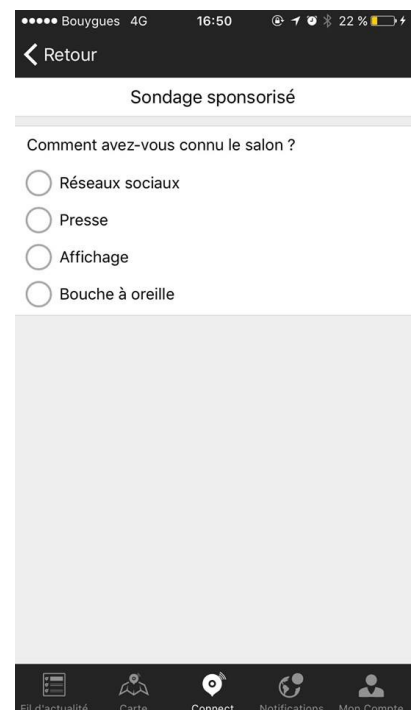 Bouygues 4G 16:50 22 %
Retour
Sondage sponsorisé
Comment avez-vous connu le salon ?
Réseaux sociaux
Presse
Affichage
Bouche à oreille
Fil d'actualité Carte Connect Notifications Mon Compte